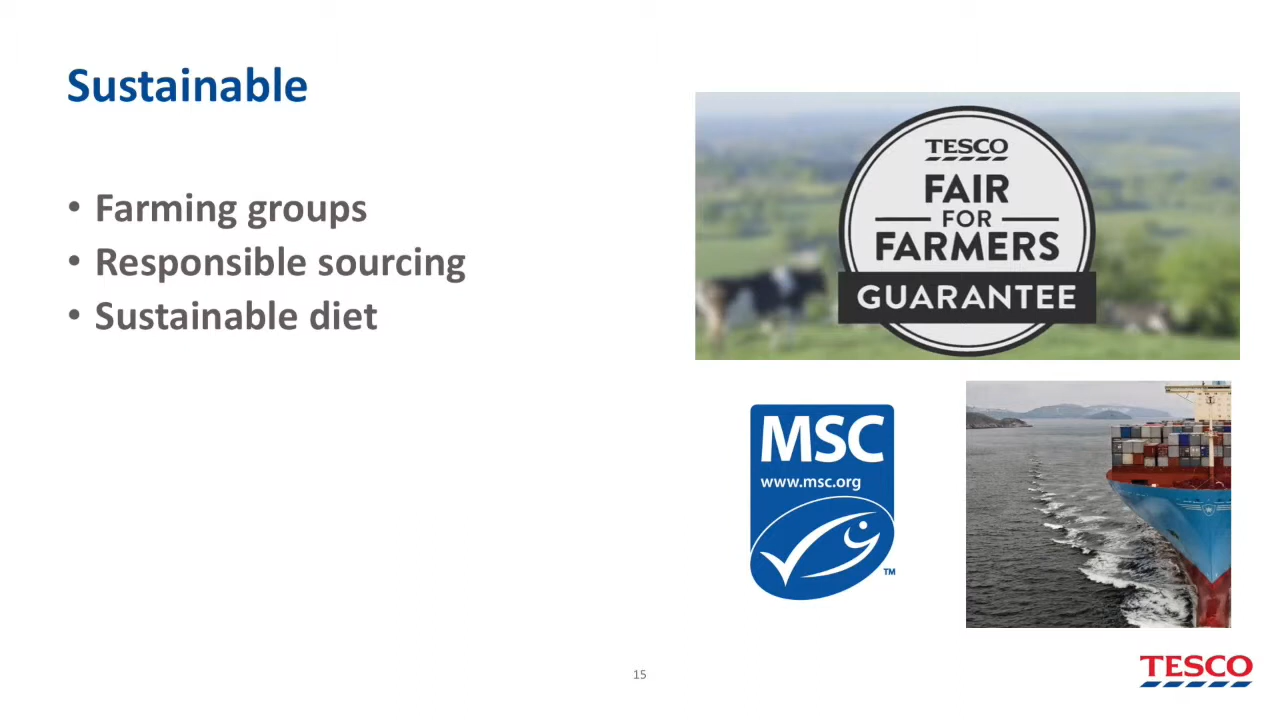 Sustainable
• Farming groups
• Responsible sourcing
• Sustainable diet
TESCO
FAIR
FOR
FARMERS
GUARANTEE
MSC
www.msc.org
TM
15
TESCO